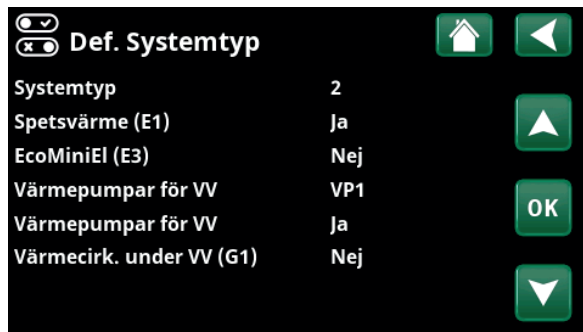 Def. Systemtyp
Systemtyp 2
Spetsvärme (E1) Ja
EcoMiniEl (E3) Nej
Värmepumpar för VV VP1
Värmepumpar för VV Ja
OK
Värmecirk. under VV (G1) Nej